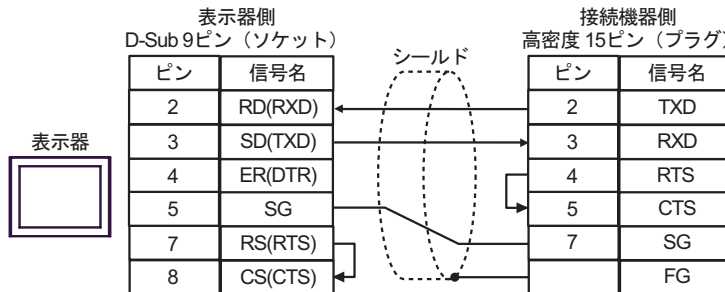 表示器側
D-Sub 9ピン（ソケット）
接続機器側
高密度 15ピン（プラグ）
シールド
表示器
ピン 信号名
2 RD(RXD)
3 SD(TXD)
4 ER(DTR)
5 SG
7 RS(RTS)
8 CS(CTS)
ピン 信号名
2 TXD
3 RXD
4 RTS
5 CTS
7 SG
FG